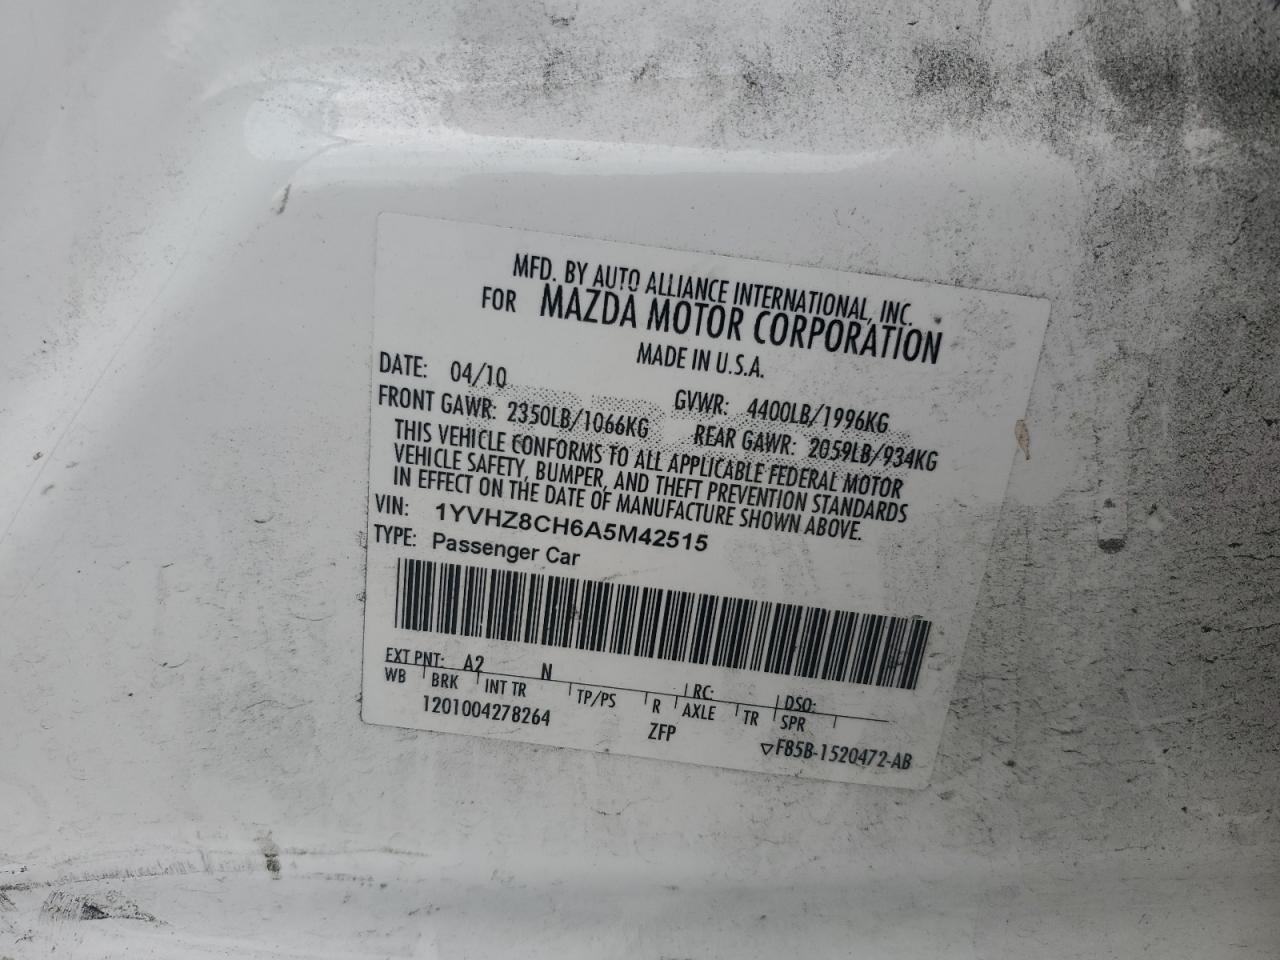 MFD. BY AUTO ALLIANCE INTERNATIONAL, INC.
FOR MAZDA MOTOR CORPORATION
MADE IN U.S.A.
DATE: 04/10 GVWR: 4400LB/1996KG
FRONT GAWR: 2350LB/1066KG REAR GAWR: 2059LB/934KG
THIS VEHICLE CONFORMS TO ALL APPLICABLE FEDERAL MOTOR
VEHICLE SAFETY, BUMPER, AND THEFT PREVENTION STANDARDS
IN EFFECT ON THE DATE OF MANUFACTURE SHOWN ABOVE.
VIN: 1YVHZ8CH6A5M42515
TYPE: Passenger Car
EXT PNT: A2 N RC: DSO:
WB BRK INT TR TP/PS R AXLE TR SPR
1201004278264 ZFP
▽F85B-1520472-AB